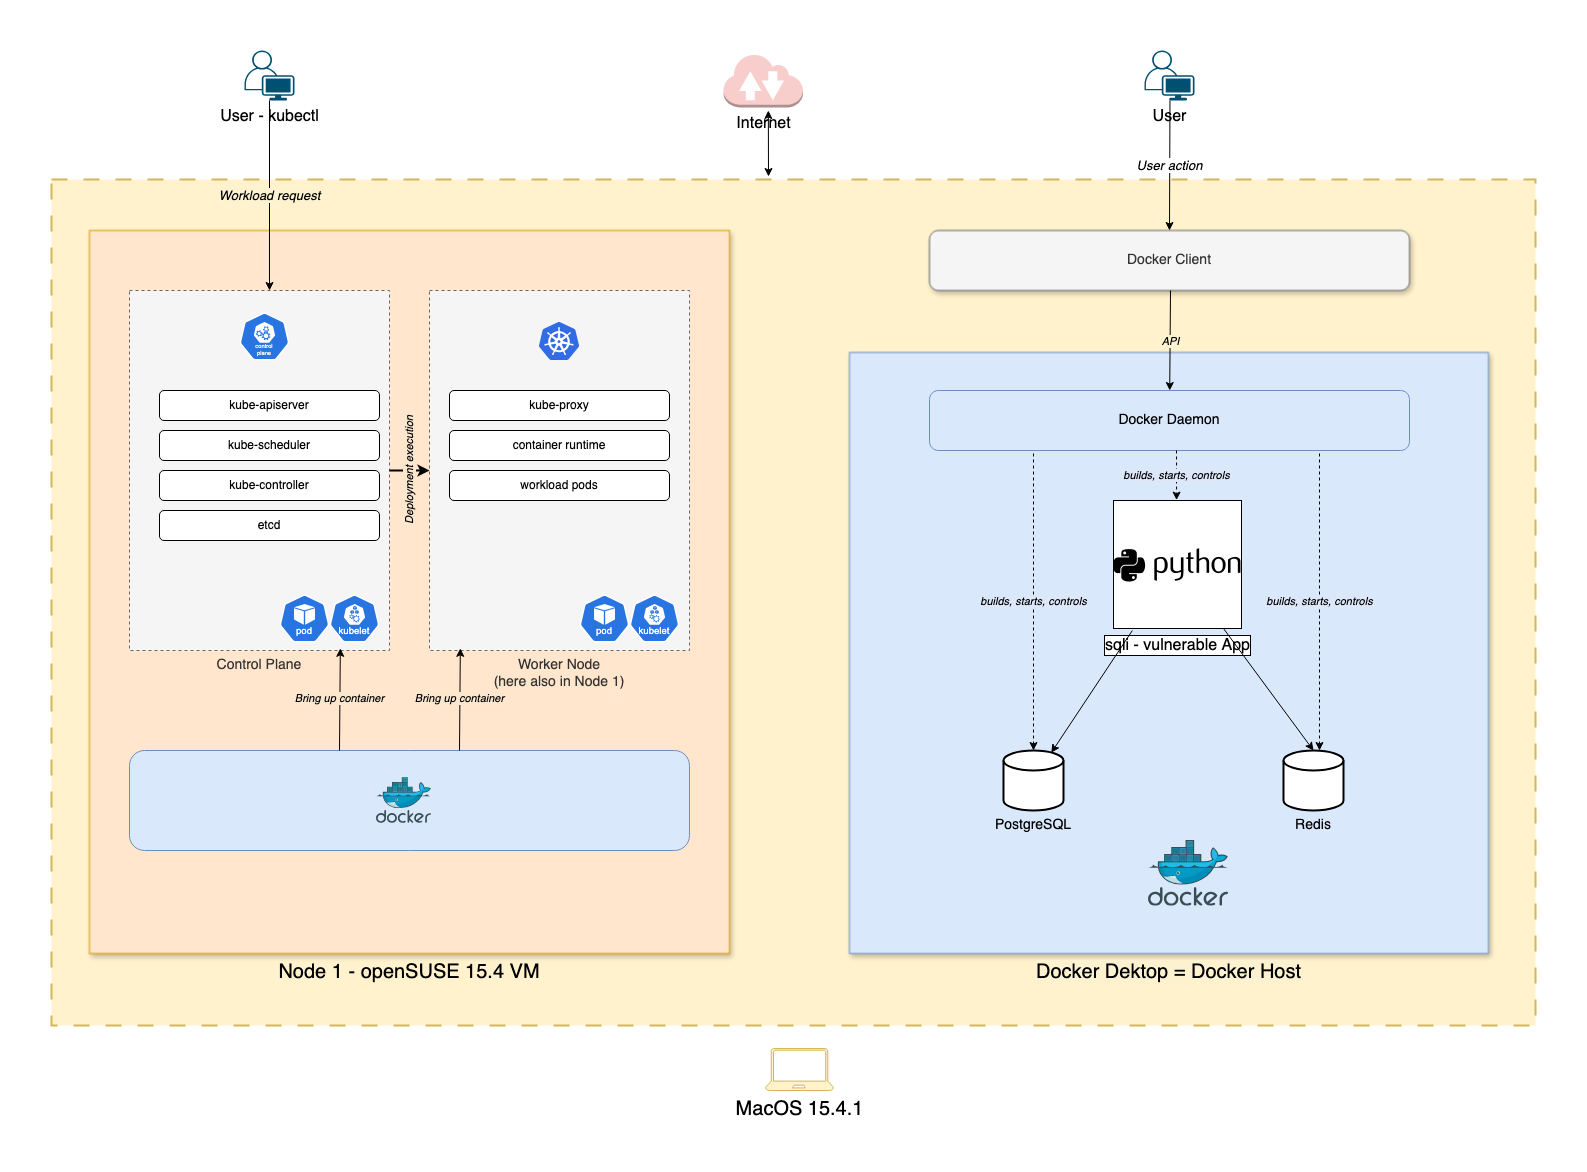 User - kubectl
Internet
User
User action
Workload request
Docker Client
control
plane
API
kube-apiserver
kube-scheduler
kube-controller
etcd
Deployment execution
kube-proxy
container runtime
workload pods
Docker Daemon
builds, starts, controls
python
builds, starts, controls
builds, starts, controls
sqli - vulnerable App
pod
kubelet
pod
kubelet
Control Plane
Worker Node
(here also in Node 1)
Bring up container
Bring up container
docker
PostgreSQL
Redis
docker
Node 1 - openSUSE 15.4 VM
Docker Dektop = Docker Host
MacOS 15.4.1